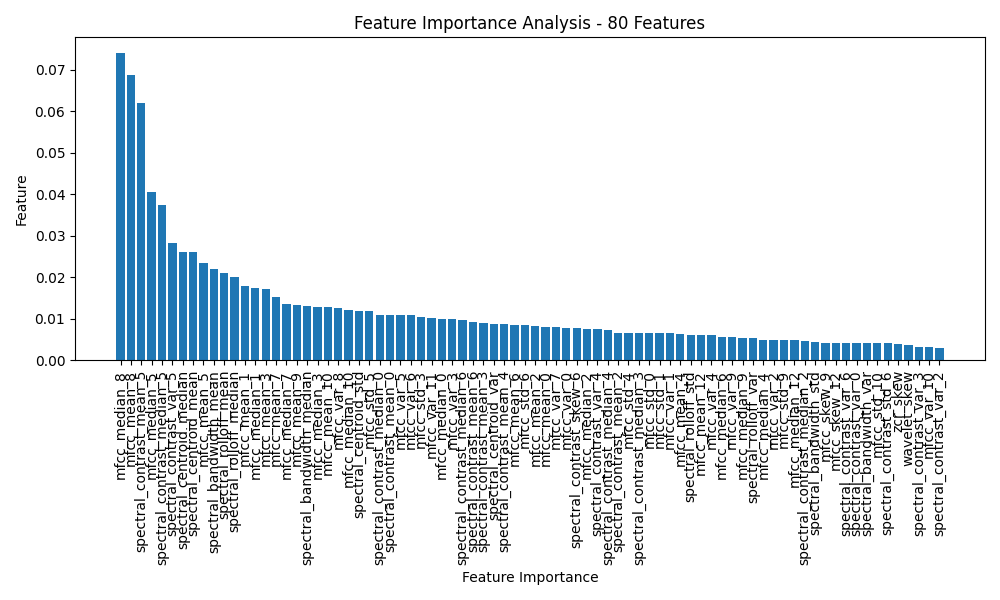 Feature Importance Analysis - 80 Features
Feature
0.07
0.06
0.05
0.04
0.03
0.02
0.01
0.00
mfcc_median_8
mfcc_mean_8
spectral_contrast_mean_5
mfcc_median_5
spectral_contrast_median_5
spectral_contrast_var_5
spectral_centroid_median
spectral_centroid_mean
mfcc_mean_5
spectral_bandwidth_mean
spectral_rolloff_mean
spectral_rolloff_median
mfcc_mean_1
mfcc_median_1
mfcc_mean_3
mfcc_mean_7
mfcc_median_7
mfcc_mean_9
spectral_bandwidth_median
mfcc_median_3
mfcc_mean_10
mfcc_var_8
mfcc_median_10
spectral_centroid_std
mfcc_std_5
spectral_contrast_median_0
spectral_contrast_mean_0
mfcc_var_5
mfcc_var_6
mfcc_std_3
mfcc_var_11
mfcc_median_0
mfcc_var_3
spectral_contrast_median_6
spectral_contrast_mean_6
spectral_contrast_mean_3
spectral_centroid_var
spectral_contrast_mean_4
mfcc_mean_6
mfcc_std_6
mfcc_mean_2
mfcc_mean_0
mfcc_var_7
mfcc_var_0
spectral_contrast_skew_6
mfcc_median_2
spectral_contrast_var_4
spectral_contrast_median_4
spectral_contrast_mean_2
mfcc_std_4
spectral_contrast_median_3
mfcc_std_0
mfcc_std_1
mfcc_var_1
mfcc_mean_4
spectral_rolloff_std
mfcc_mean_12
mfcc_var_4
mfcc_median_6
mfcc_var_9
mfcc_median_9
spectral_rolloff_var
mfcc_median_4
mfcc_var_2
mfcc_std_9
mfcc_median_12
spectral_contrast_median_2
spectral_bandwidth_std
mfcc_skew_1
mfcc_skew_12
spectral_contrast_var_6
spectral_contrast_var_0
spectral_bandwidth_var
mfcc_std_10
spectral_contrast_std_6
zcr_skew
wavelet_skew
spectral_contrast_var_3
mfcc_var_10
spectral_contrast_var_2
Feature Importance